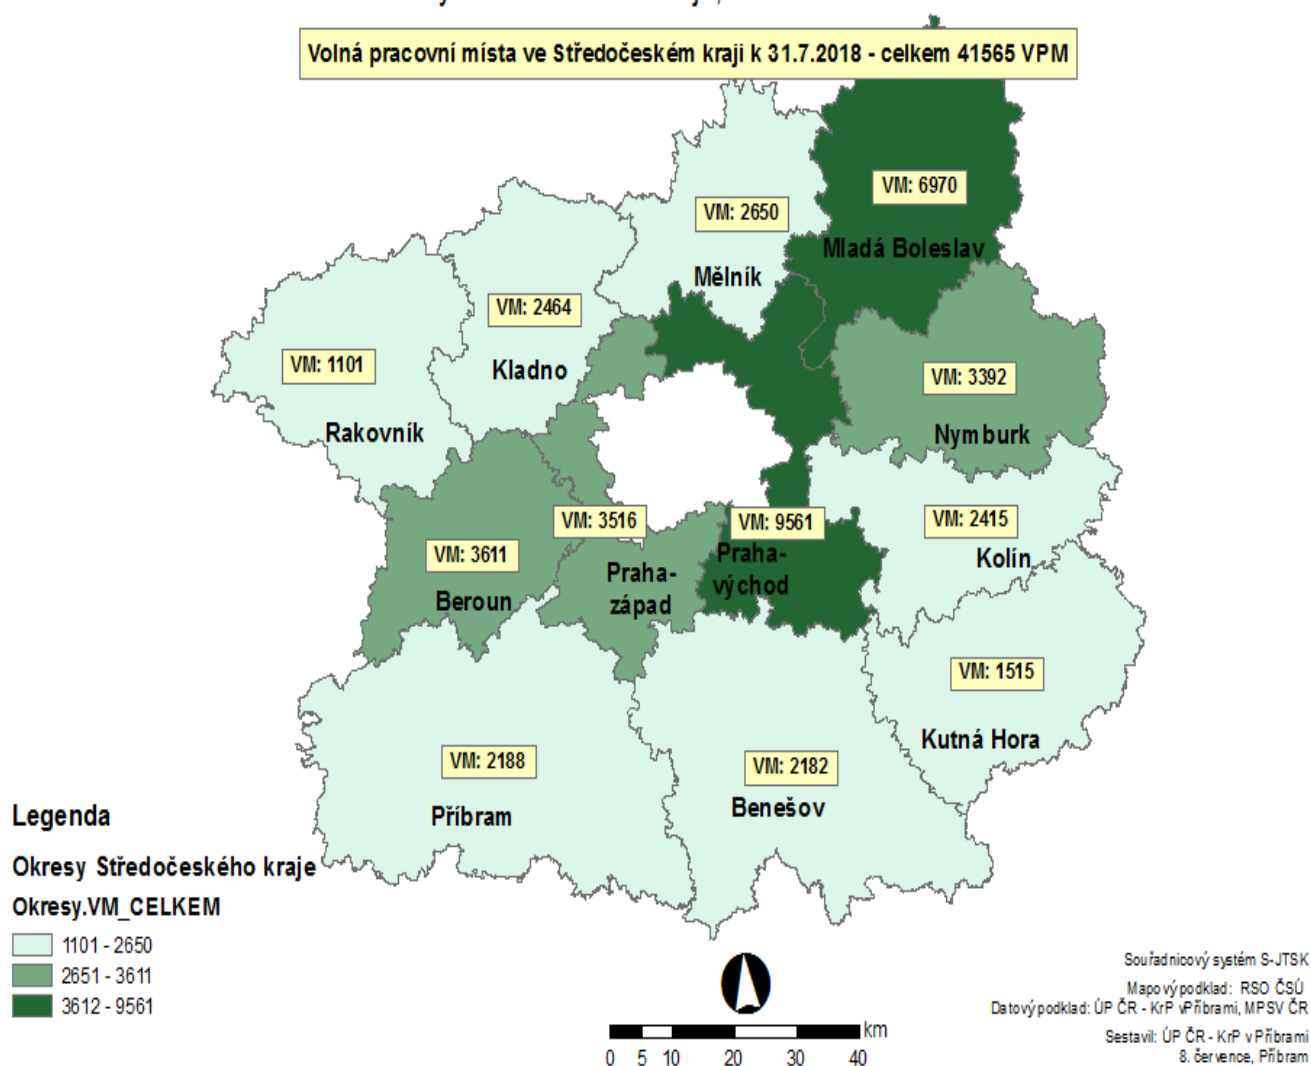 Volná pracovní místa ve Středočeském kraji k 31.7.2018 - celkem 41565 VPM
VM: 6970
Mladá Boleslav
VM: 2650
Mělník
VM: 2464
Kladno
VM: 1101
Rakovník
VM: 3392
Nymburk
VM: 3516
Praha-
západ
VM: 9561
Praha-
východ
VM: 2415
Kolín
VM: 3611
Beroun
VM: 1515
Kutná Hora
VM: 2188
Příbram
VM: 2182
Benešov
Legenda
Okresy Středočeského kraje
Okresy.VM_CELKEM
1101 - 2650
2651 - 3611
3612 - 9561
km
0 5 10 20 30 40
Souřadnicový systém S-JTSK
Mapový podklad: RSO ČSÚ
Datový podklad: ÚP ČR - KrP v Příbrami, MPSV ČR
Sestavil: ÚP ČR - KrP v Příbrami
8. července, Příbram